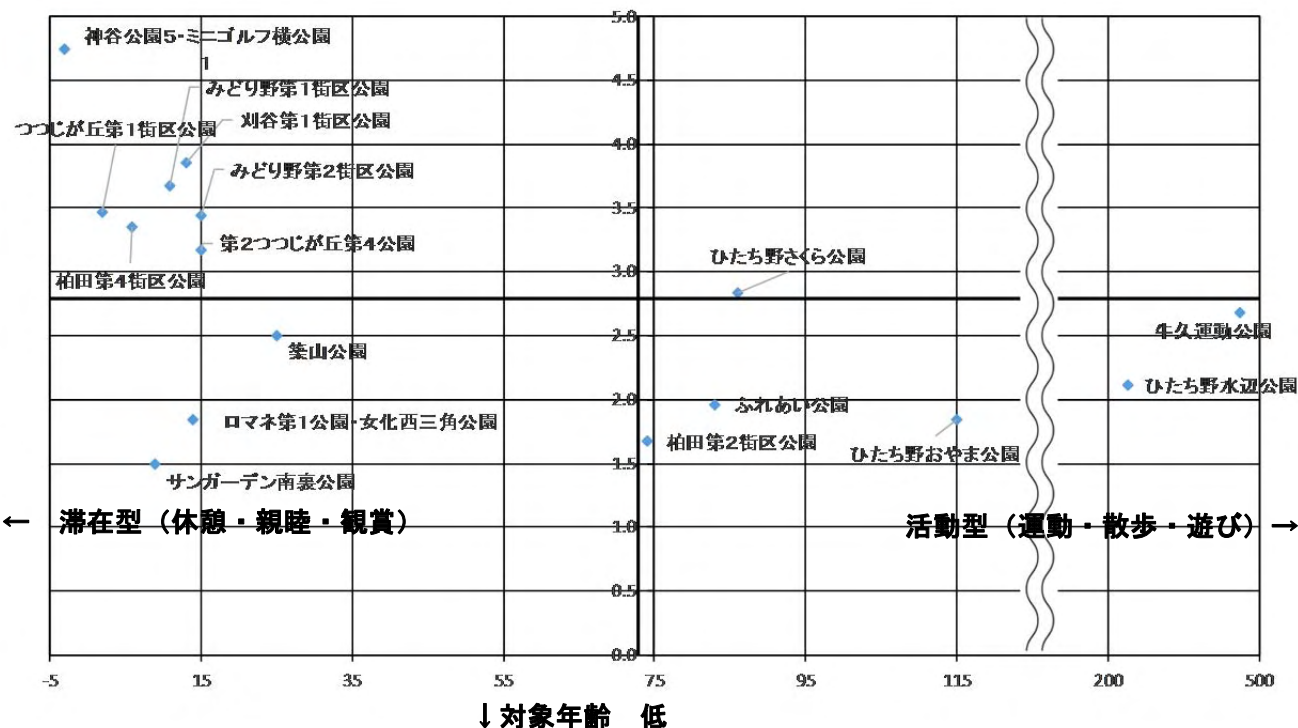 5.0
神谷公園5・ミニゴルフ横公園
1
みどり野第1街区公園
4.5
つつじが丘第1街区公園
刈谷第1街区公園
4.0
みどり野第2街区公園
3.5
第2つつじが丘第4公園
ひたち野さくら公園
柏田第4街区公園
3.0
牛久運動公園
2.5
築山公園
ひたち野水辺公園
2.0
ふれあい公園
ロマネ第1公園・女化西三角公園
柏田第2街区公園
ひたち野おやま公園
1.5
サンガーデン南裏公園
← 滞在型（休憩・親睦・観賞）
1.0
活動型（運動・散歩・遊び）→
0.5
0.0
-5 15 35 55 75 95 115 200 500
↓対象年齢 低